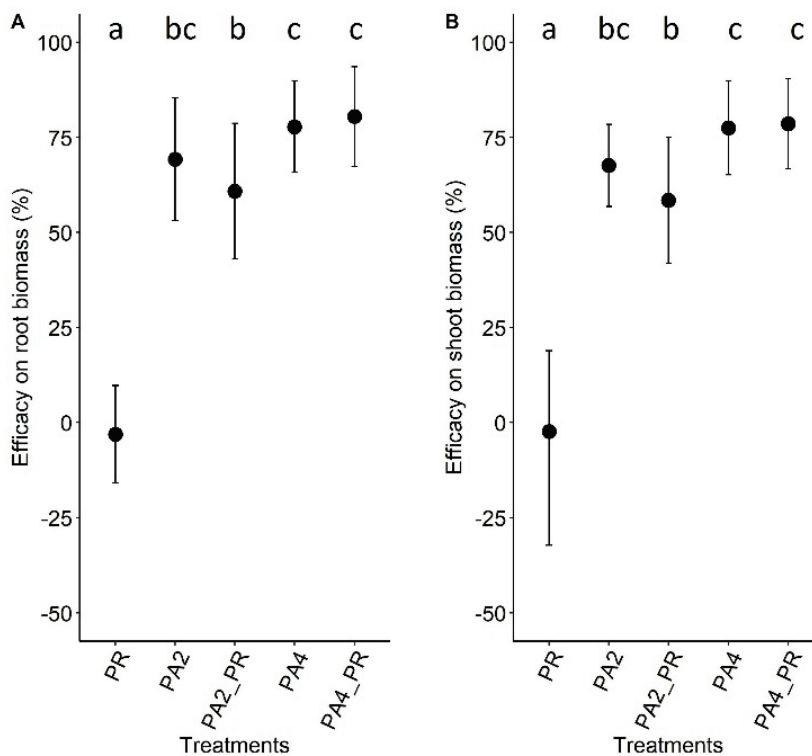 A
a bc b c c
Efficacy on root biomass (%)
100
75
50
25
0
-25
-50
PR PA2 PA2_PR PA4 PA4_PR
Treatments
B
a bc b c c
Efficacy on shoot biomass (%)
100
75
50
25
0
-25
-50
PR PA2 PA2_PR PA4 PA4_PR
Treatments